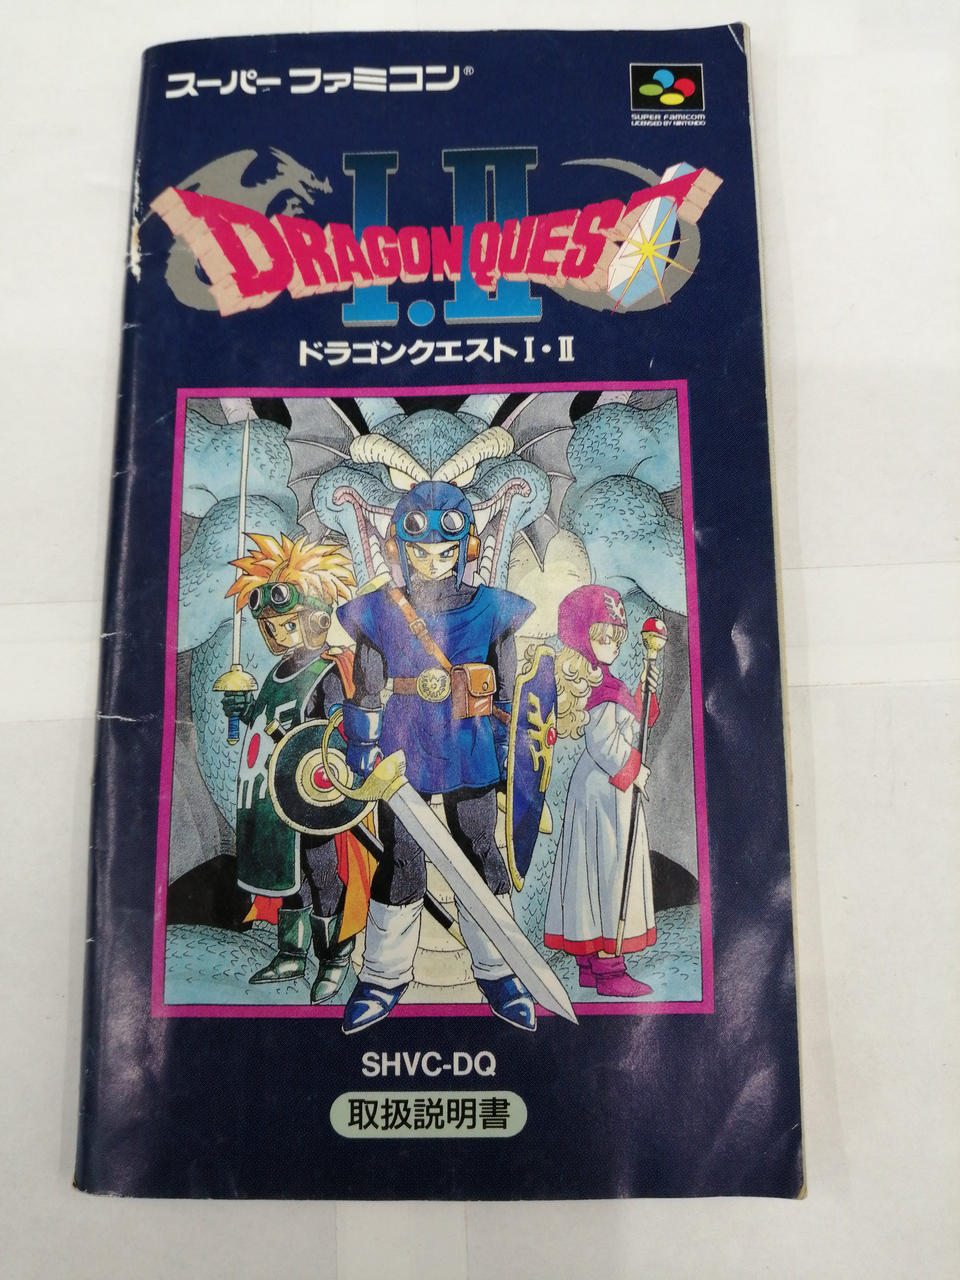 スーパーファミコン®
SUPER FAMICOM
LICENSED BY NINTENDO
I・II
DRAGON QUEST
ドラゴンクエストI・II
SHVC-DQ
取扱説明書